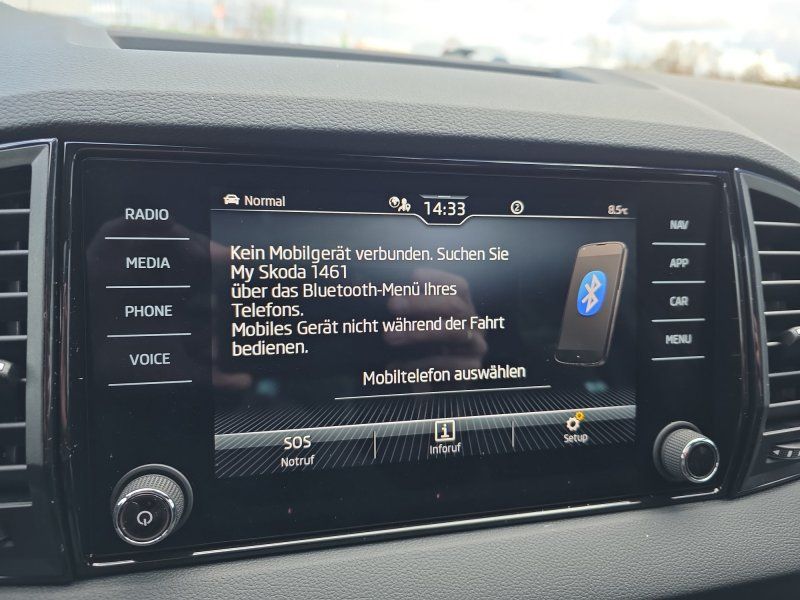 Normal
14:33
2
8.5°C
RADIO
MEDIA
PHONE
VOICE
Kein Mobilgerät verbunden. Suchen Sie
My Skoda 1461
über das Bluetooth-Menü Ihres
Telefons.
Mobiles Gerät nicht während der Fahrt
bedienen.
Mobiltelefon auswählen
SOS
Notruf
i
Inforuf
Setup
NAV
APP
CAR
MENU